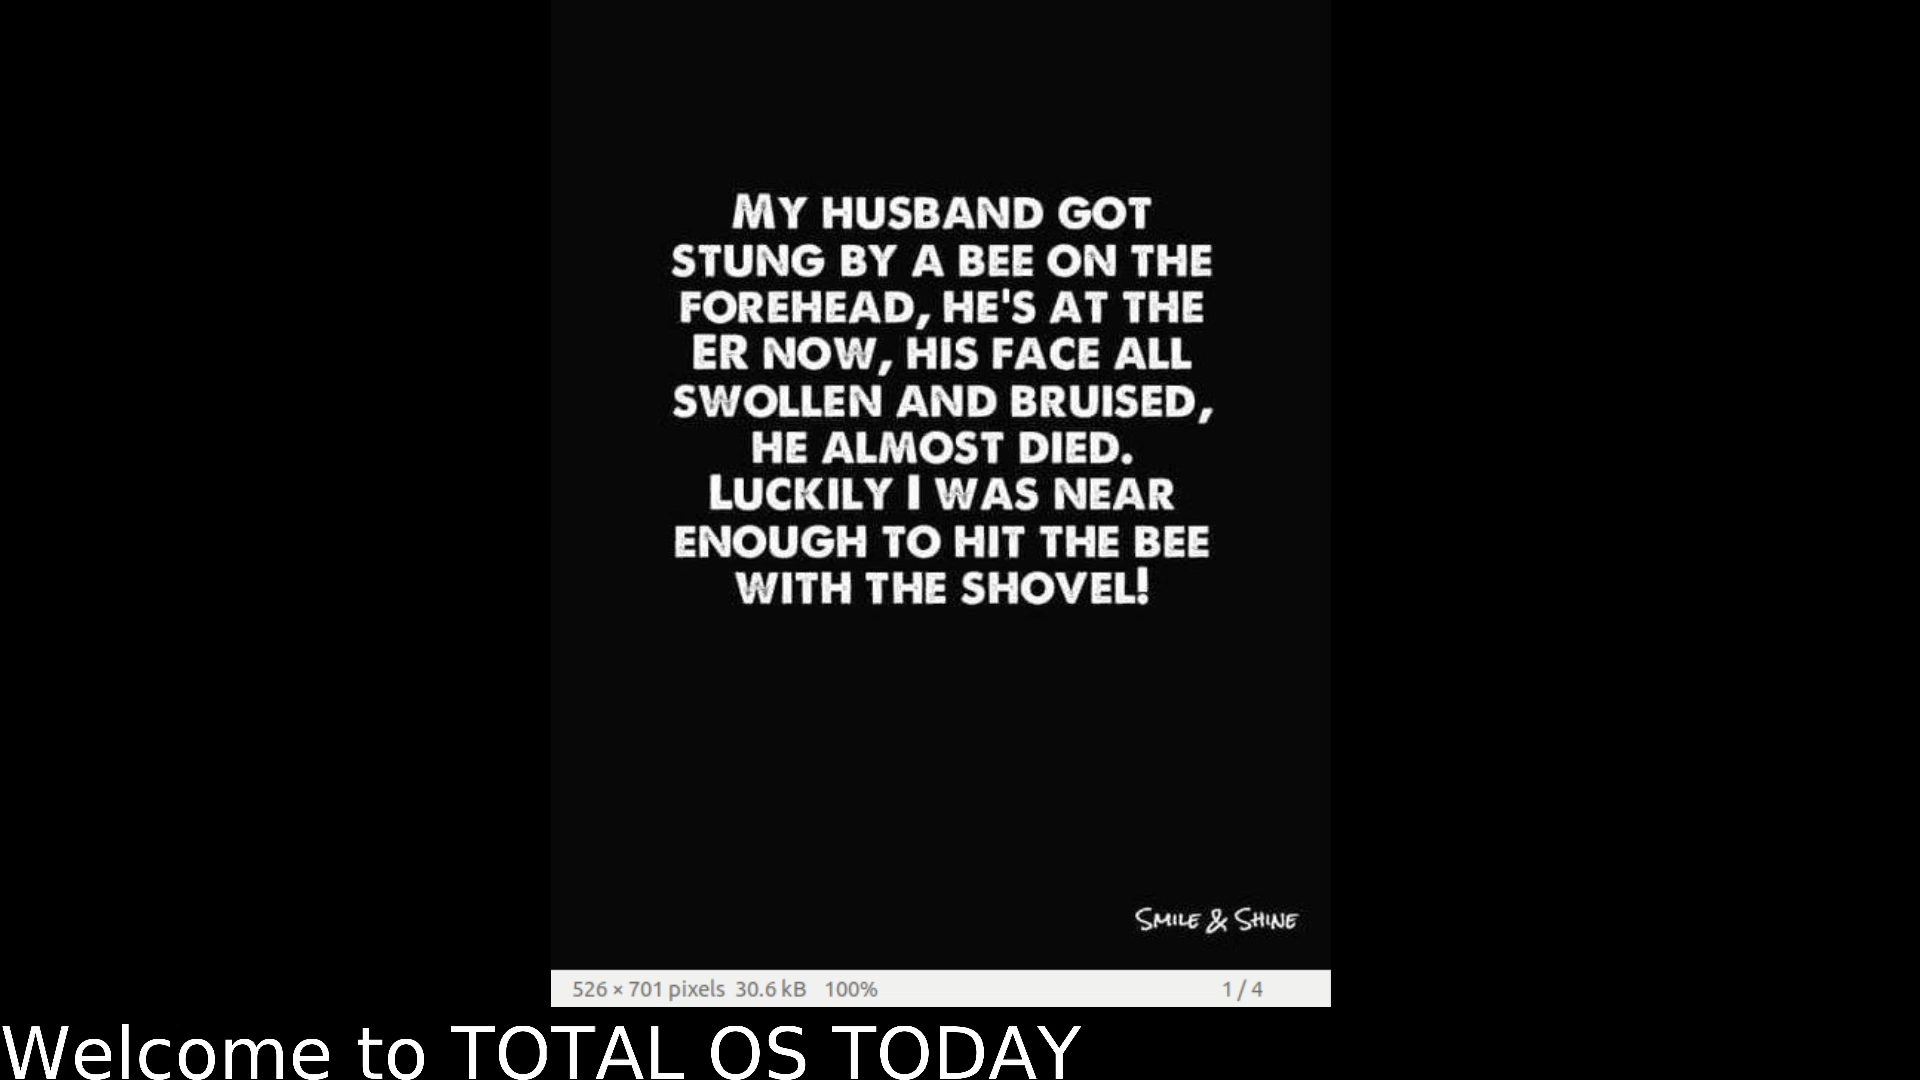 MY HUSBAND GOT
STUNG BY A BEE ON THE
FOREHEAD, HE'S AT THE
ER NOW, HIS FACE ALL
SWOLLEN AND BRUISED,
HE ALMOST DIED.
LUCKILY I WAS NEAR
ENOUGH TO HIT THE BEE
WITH THE SHOVEL!
SMILE & SHINE
526 × 701 pixels 30.6 kB 100% 1 / 4
Welcome to TOTAL OS TODAY